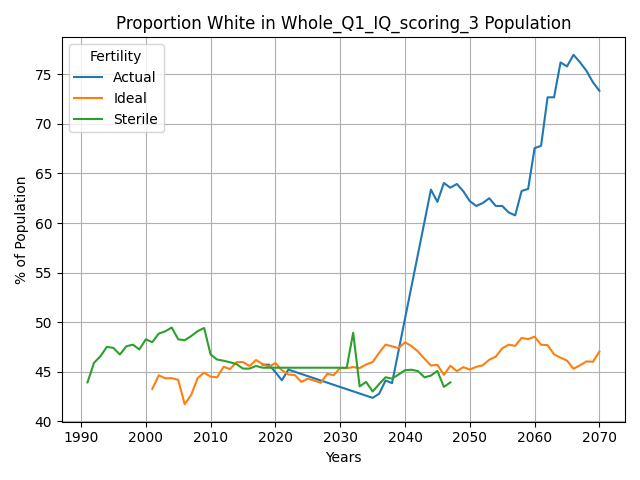 Proportion White in Whole_Q1_IQ_scoring_3 Population
Fertility
Actual
Ideal
Sterile
% of Population
75
70
65
60
55
50
45
40
1990 2000 2010 2020 2030 2040 2050 2060 2070
Years